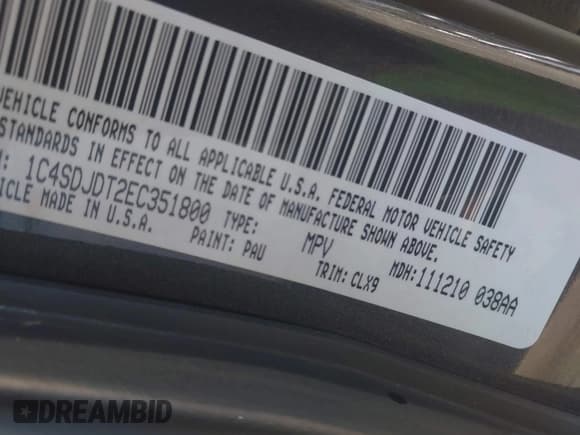 VEHICLE CONFORMS TO ALL APPLICABLE U.S.A. FEDERAL MOTOR VEHICLE SAFETY
STANDARDS IN EFFECT ON THE DATE OF MANUFACTURE SHOWN ABOVE.
: 1C4SDJDT2EC351800 TYPE: MPV MDH:111210 038AA
VEHICLE MADE IN U.S.A. PAINT: PAU TRIM: CLX9
DREAMBID